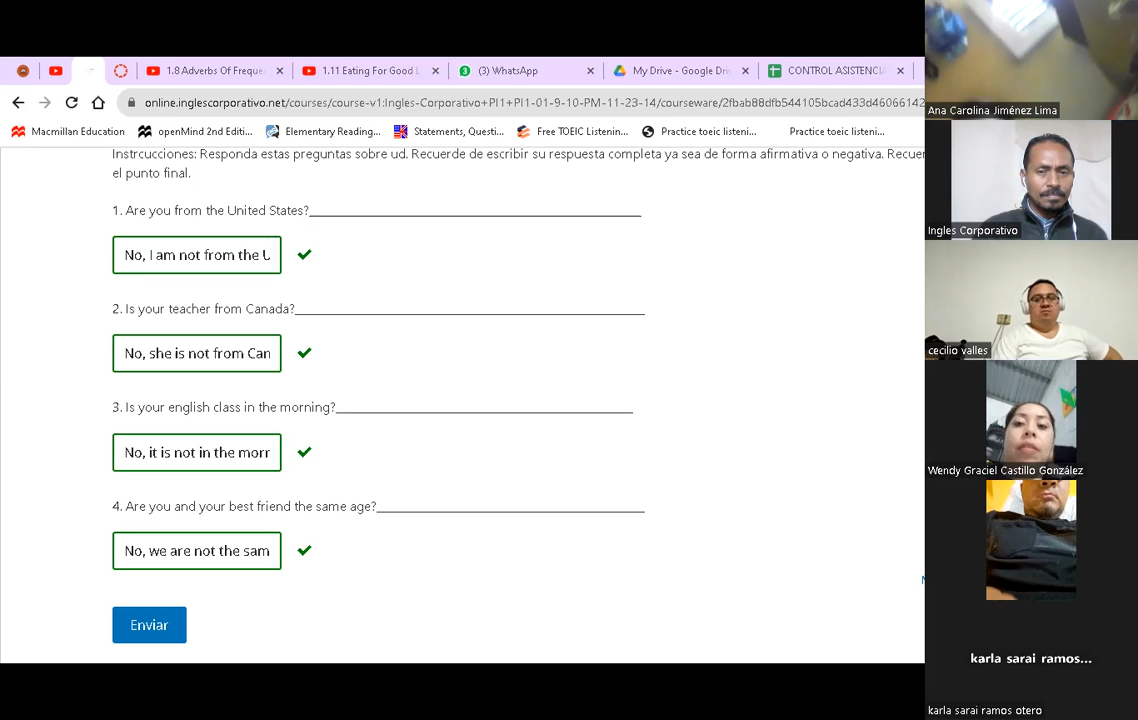 1.8 Adverbs Of Freque
1.11 Eating For Good L
(3) WhatsApp
My Drive - Google Dri
CONTROL ASISTENCI
online.inglescorporativo.net/courses/course-v1:Ingles-Corporativo+PI1+PI1-01-9-10-PM-11-23-14/courseware/2fbab88dfb544105bcad433d46066142
Macmillan Education
openMind 2nd Editi...
Elementary Reading...
Statements, Questi...
Free TOEIC Listenin...
Practice toeic listeni...
Practice toeic listeni...
Instrcucciones: Responda estas preguntas sobre ud. Recuerde de escribir su respuesta completa ya sea de forma afirmativa o negativa. Recuer
el punto final.
1. Are you from the United States?
No, I am not from the U
2. Is your teacher from Canada?
No, she is not from Can
3. Is your english class in the morning?
No, it is not in the morr
4. Are you and your best friend the same age?
No, we are not the sam
Enviar
Ana Carolina Jiménez Lima
Ingles Corporativo
cecilio valles
Wendy Graciel Castillo González
karla sarai ramos...
karla sarai ramos otero